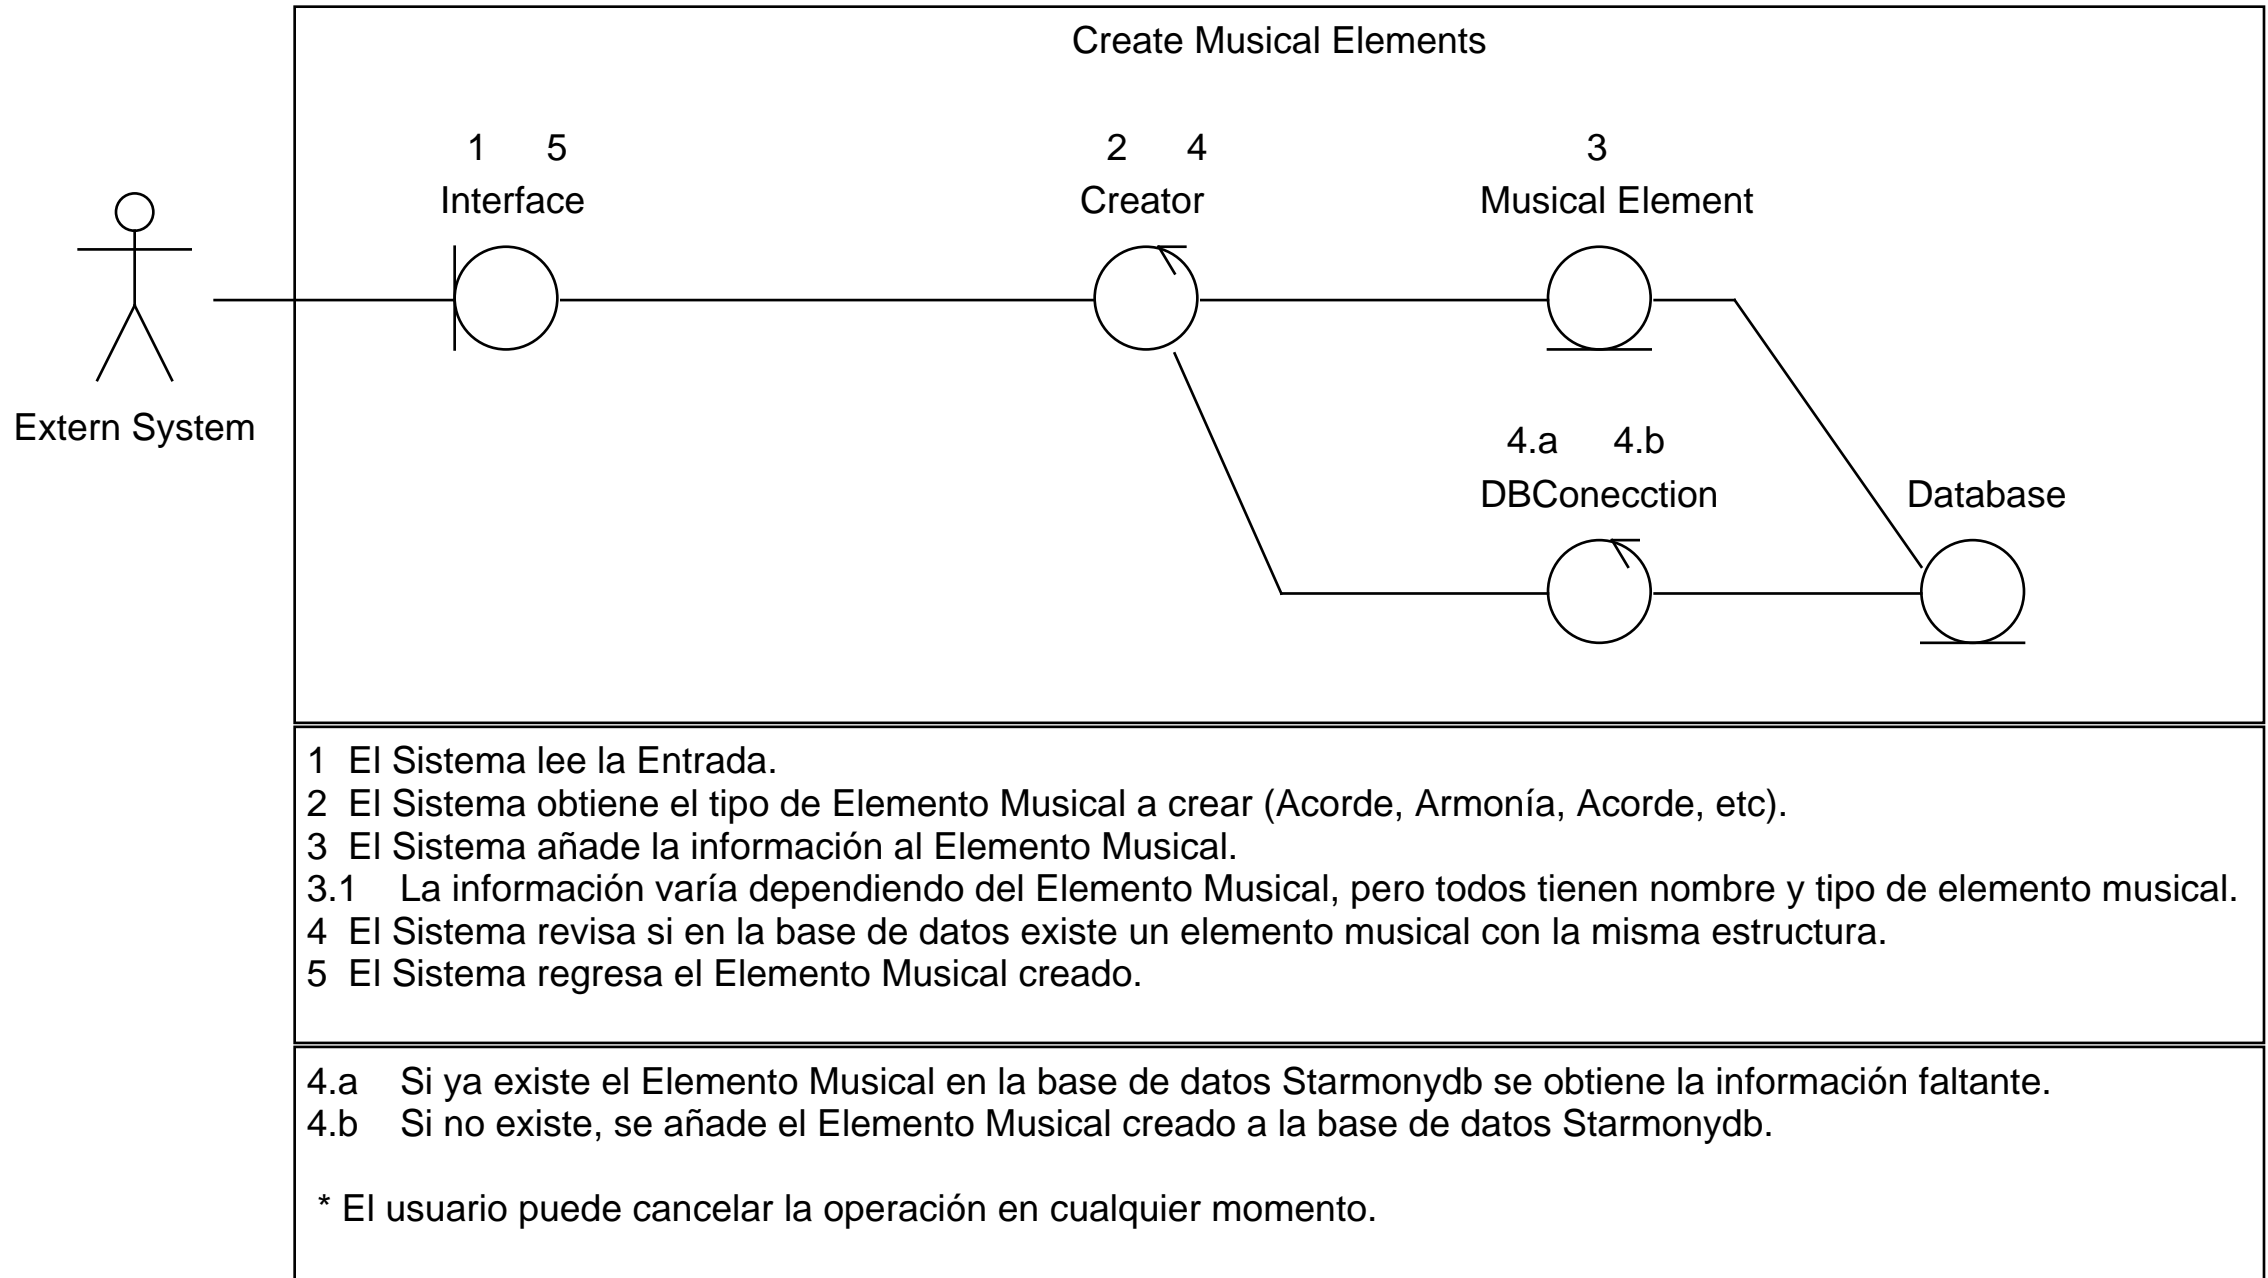 Create Musical Elements
1 5 2 4 3
Interface Creator Musical Element
Extern System
4.a 4.b
DBConecction Database
1 El Sistema lee la Entrada.
2 El Sistema obtiene el tipo de Elemento Musical a crear (Acorde, Armonía, Acorde, etc).
3 El Sistema añade la información al Elemento Musical.
3.1 La información varía dependiendo del Elemento Musical, pero todos tienen nombre y tipo de elemento musical.
4 El Sistema revisa si en la base de datos existe un elemento musical con la misma estructura.
5 El Sistema regresa el Elemento Musical creado.
4.a Si ya existe el Elemento Musical en la base de datos Starmonydb se obtiene la información faltante.
4.b Si no existe, se añade el Elemento Musical creado a la base de datos Starmonydb.
* El usuario puede cancelar la operación en cualquier momento.